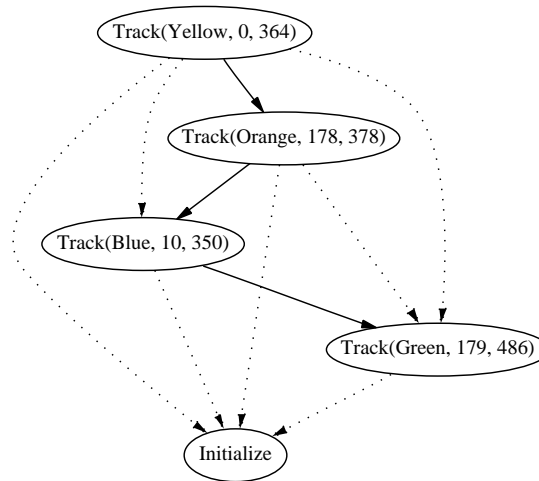 Track(Yellow, 0, 364)
Track(Orange, 178, 378)
Track(Blue, 10, 350)
Track(Green, 179, 486)
Initialize